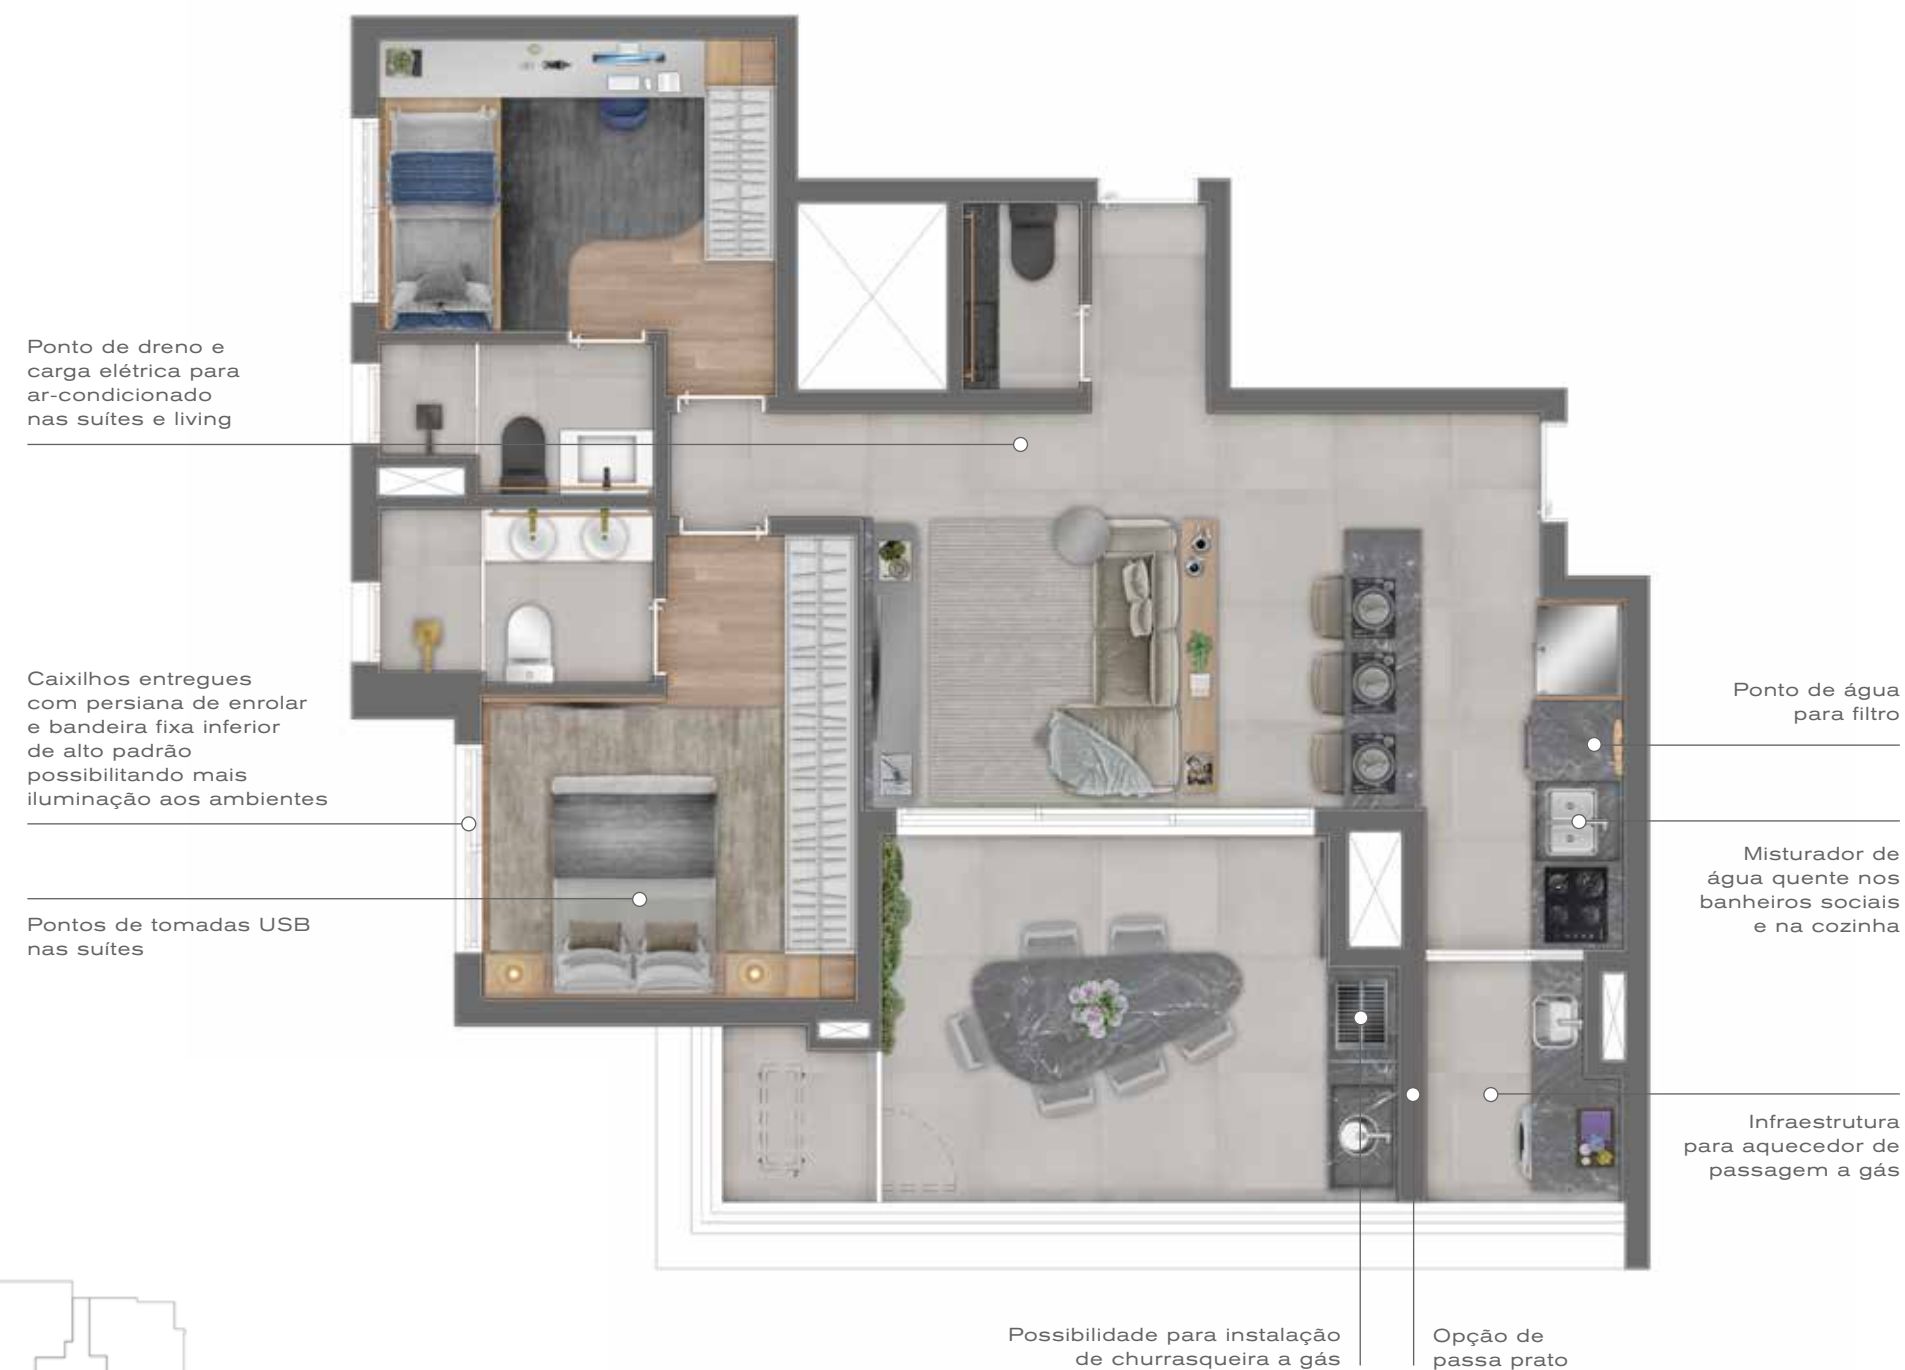 Ponto de dreno e
carga elétrica para
ar-condicionado
nas suítes e living
Caixilhos entregues
com persiana de enrolar
e bandeira fixa inferior
de alto padrão
possibilitando mais
iluminação aos ambientes
Pontos de tomadas USB
nas suítes
Ponto de água
para filtro
Misturador de
água quente nos
banheiros sociais
e na cozinha
Infraestrutura
para aquecedor de
passagem a gás
Possibilidade para instalação
de churrasqueira a gás
Opção de
passa prato